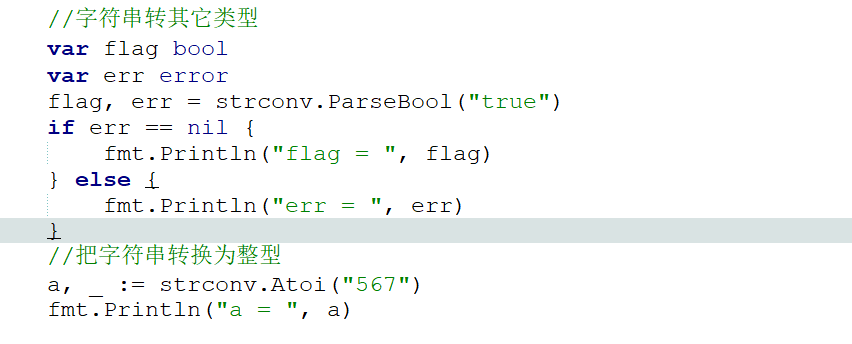 //字符串转其它类型
var flag bool
var err error
flag, err = strconv.ParseBool("true")
if err == nil {
    fmt.Println("flag = ", flag)
} else {
    fmt.Println("err = ", err)
}
//把字符串转换为整型
a, _ := strconv.Atoi("567")
fmt.Println("a = ", a)